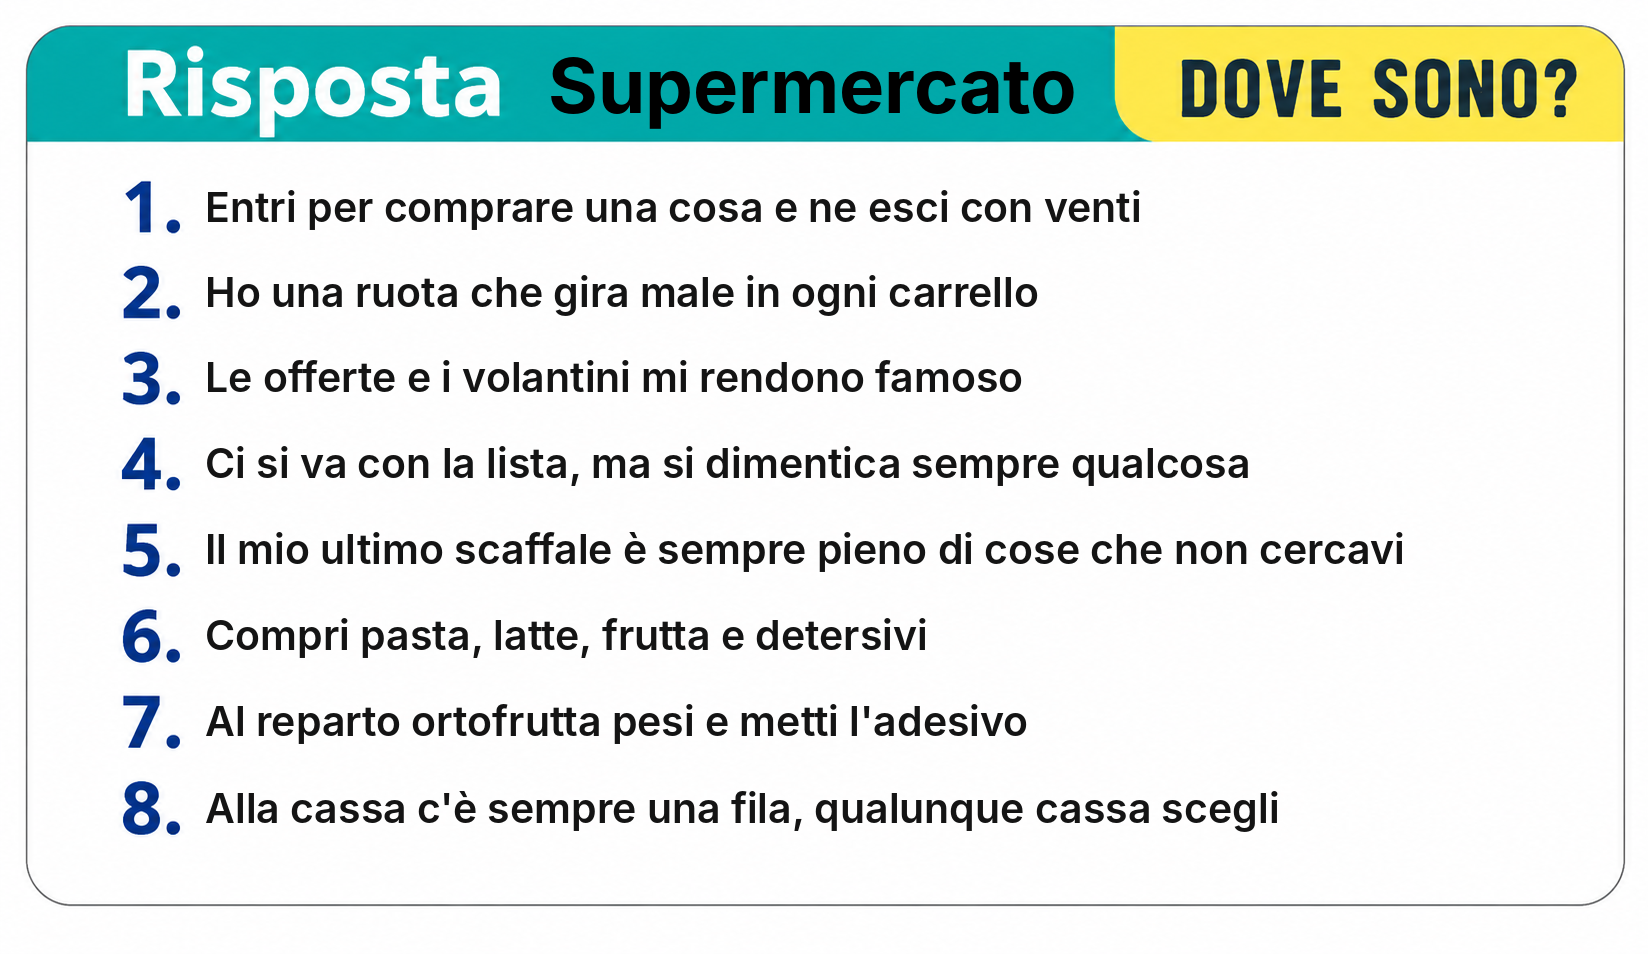 Risposta Supermercato DOVE SONO?
1. Entri per comprare una cosa e ne esci con venti
2. Ho una ruota che gira male in ogni carrello
3. Le offerte e i volantini mi rendono famoso
4. Ci si va con la lista, ma si dimentica sempre qualcosa
5. Il mio ultimo scaffale è sempre pieno di cose che non cercavi
6. Compri pasta, latte, frutta e detersivi
7. Al reparto ortofrutta pesi e metti l'adesivo
8. Alla cassa c'è sempre una fila, qualunque cassa scegli